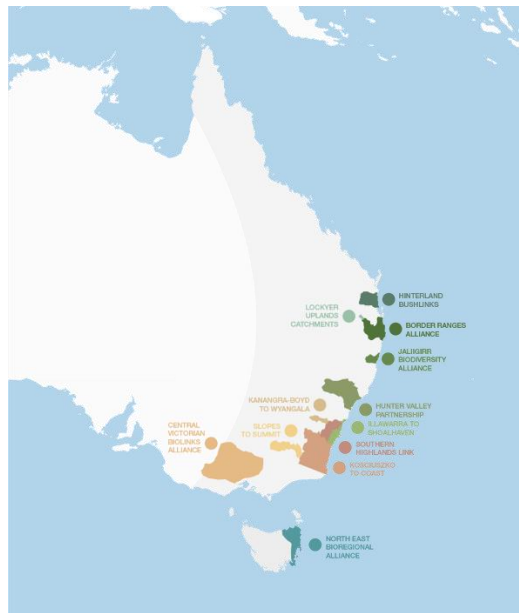 HINTERLAND
BUSHLINKS
LOCKYER
UPLANDS
CATCHMENTS
BORDER RANGES
ALLIANCE
JALIIGIRR
BIODIVERSITY
ALLIANCE
KANANGRA-BOYD
TO WYANGALA
HUNTER VALLEY
PARTNERSHIP
ILLAWARRA TO
SHOALHAVEN
SLOPES
TO SUMMIT
CENTRAL
VICTORIAN
BIOLINKS
ALLIANCE
SOUTHERN
HIGHLANDS LINK
KOSCIUSZKO
TO COAST
NORTH EAST
BIOREGIONAL
ALLIANCE